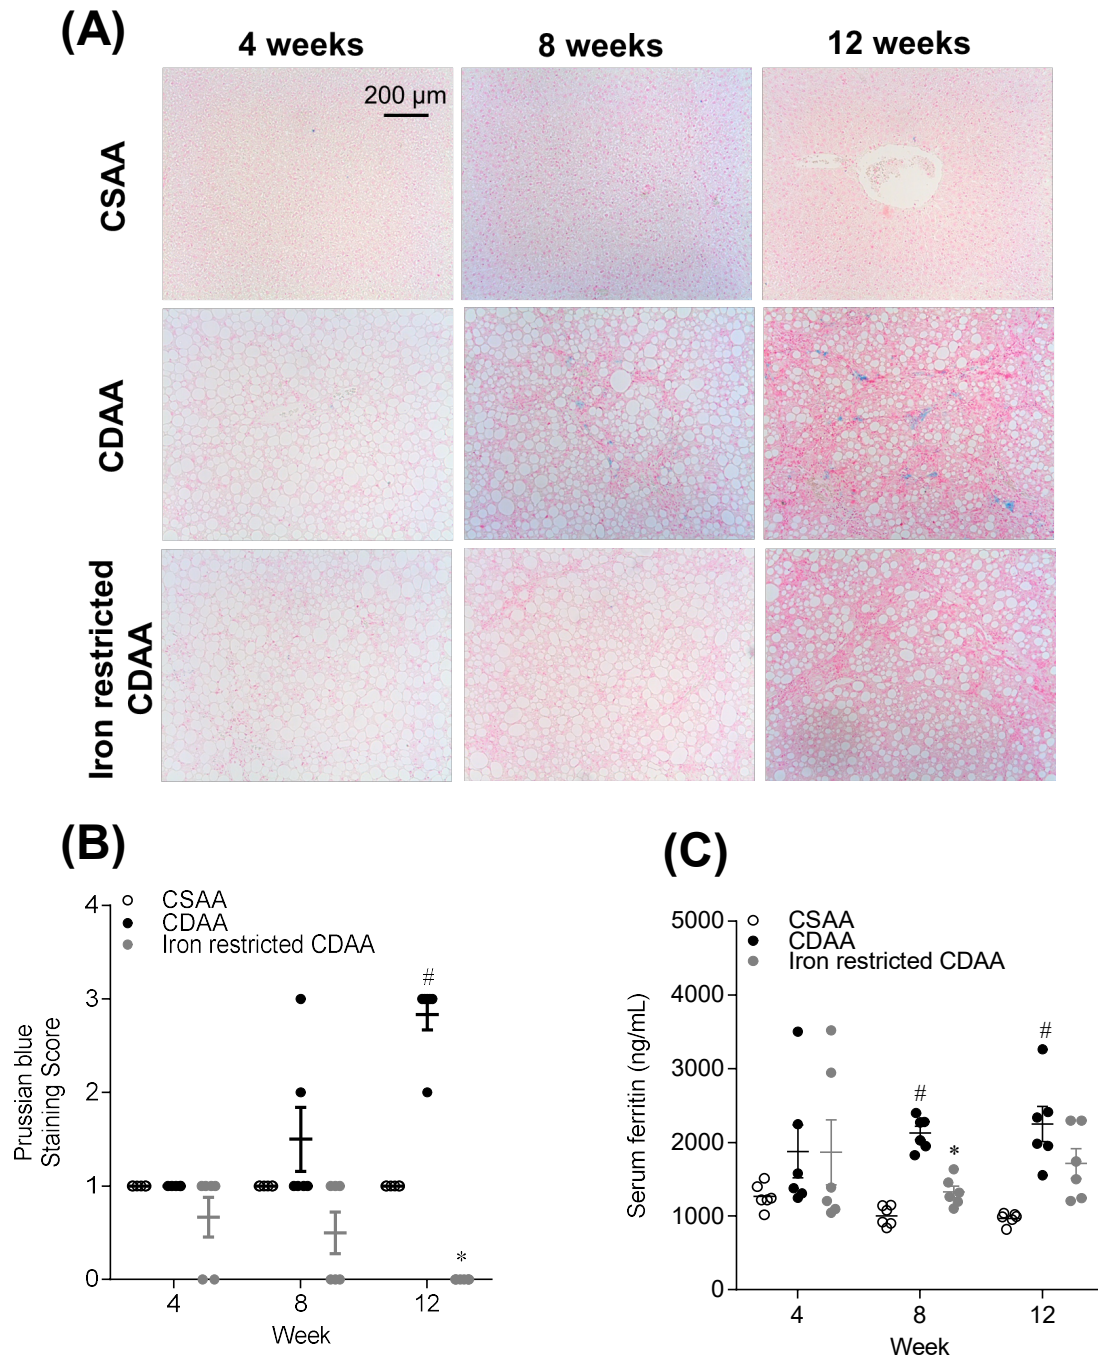 (A)
4 weeks
8 weeks
12 weeks
200 µm
CSAA
CDAA
Iron restricted
CDAA
(B)
CSAA
CDAA
Iron restricted CDAA
4
3
2
1
0
Prussian blue
Staining Score
#
*
4
8
12
Week
(C)
CSAA
CDAA
Iron restricted CDAA
5000
4000
3000
2000
1000
0
Serum ferritin (ng/mL)
#
*
#
4
8
12
Week